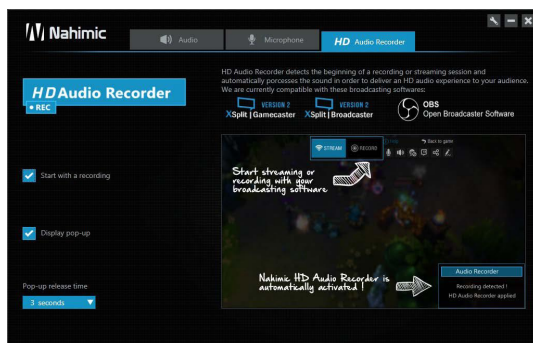 Nahimic
Audio
Microphone
HD Audio Recorder
HD Audio Recorder
• REC
HD Audio Recorder detects the beginning of a recording or streaming session and
automatically porcesses the sound in order to deliver an HD audio experience to your audience.
We are currently compatible with these broadcasting softwares:
VERSION 2
XSplit | Gamecaster
VERSION 2
XSplit | Broadcaster
OBS
Open Broadcaster Software
STREAM
RECORD
Back to game
Start with a recording
Start streaming or
recording with your
broadcasting software
Display pop-up
Nahimic HD Audio Recorder is
automatically activated !
Audio Recorder
Recording detected !
HD Audio Recorder applied
Pop-up release time
3 seconds